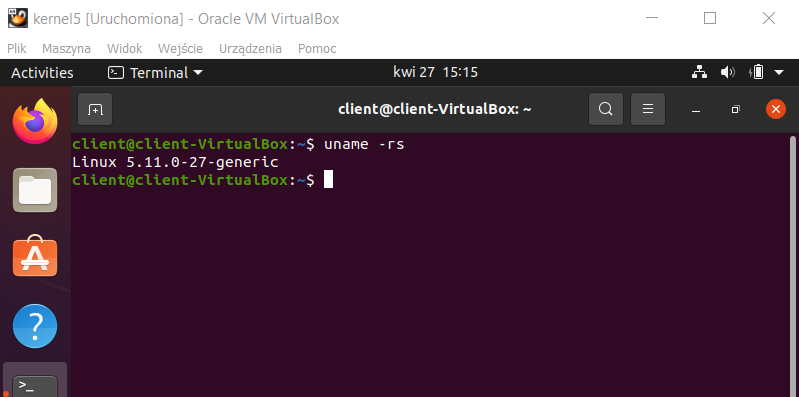 kernel5 [Uruchomiona] - Oracle VM VirtualBox
Plik Maszyna Widok Wejście Urządzenia Pomoc
Activities Terminal kwi 27 15:15
client@client-VirtualBox: ~
client@client-VirtualBox:~$ uname -rs
Linux 5.11.0-27-generic
client@client-VirtualBox:~$